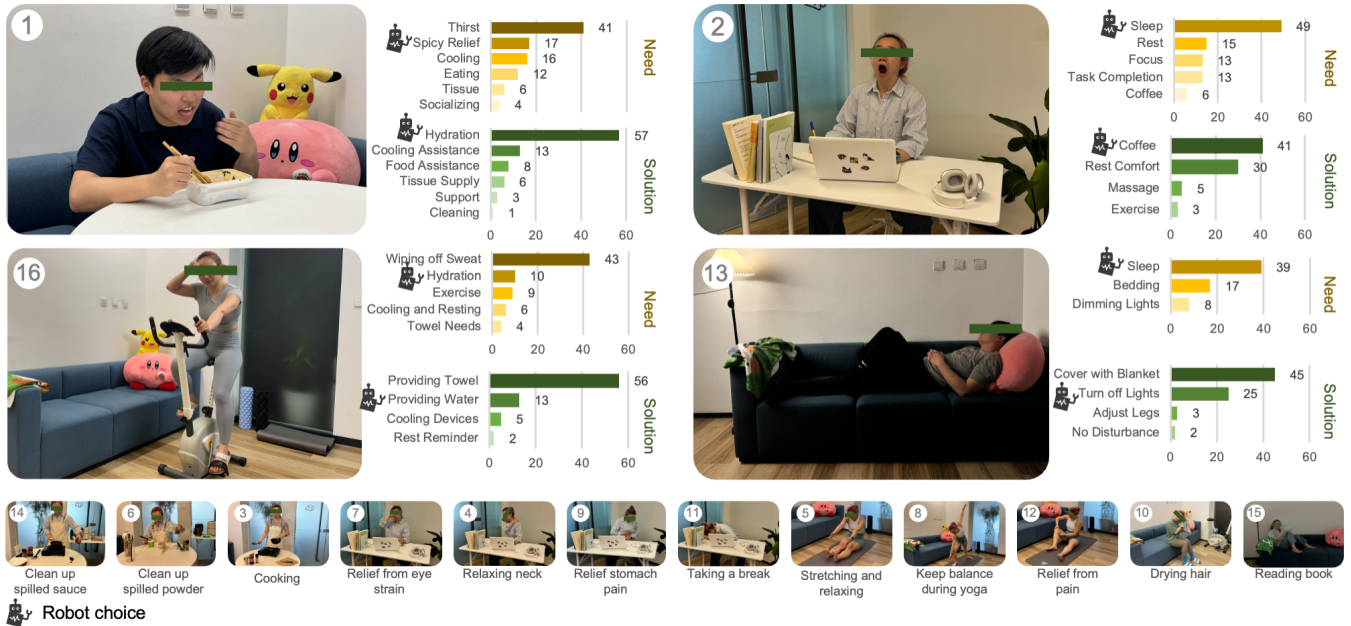 1
Thirst 41
Spicy Relief 17
Cooling 16
Eating 12
Tissue 6
Socializing 4
Need
Hydration 57
Cooling Assistance 13
Food Assistance 8
Tissue Supply 6
Support 3
Cleaning 1
Solution
0 20 40 60
2
Sleep 49
Rest 15
Focus 13
Task Completion 13
Coffee 6
Need
0 20 40 60
Coffee 41
Rest Comfort 30
Massage 5
Exercise 3
Solution
0 20 40 60
16
Wiping off Sweat 43
Hydration 10
Exercise 9
Cooling and Resting 6
Towel Needs 4
Need
0 20 40 60
Providing Towel 56
Providing Water 13
Cooling Devices 5
Rest Reminder 2
Solution
0 20 40 60
13
Sleep 39
Bedding 17
Dimming Lights 8
Need
0 20 40 60
Cover with Blanket 45
Turn off Lights 25
Adjust Legs 3
No Disturbance 2
Solution
0 20 40 60
14
Clean up
spilled sauce
6
Clean up
spilled powder
3
Cooking
7
Relief from eye
strain
4
Relaxing neck
9
Relief stomach
pain
11
Taking a break
5
Stretching and
relaxing
8
Keep balance
during yoga
12
Relief from
pain
10
Drying hair
15
Reading book
Robot choice